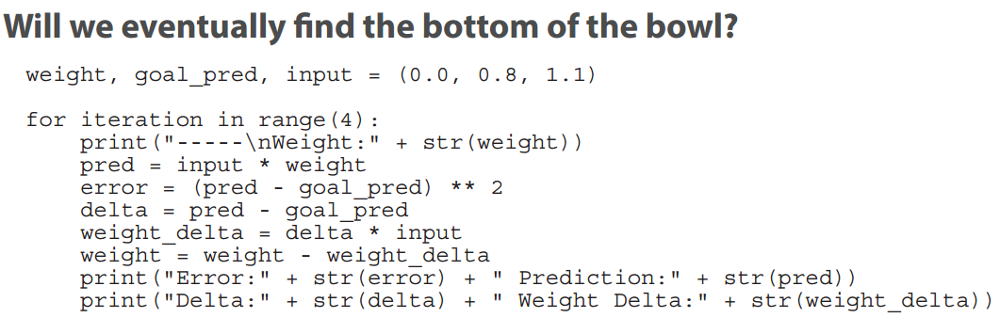 Will we eventually find the bottom of the bowl?
weight, goal_pred, input = (0.0, 0.8, 1.1)
for iteration in range(4):
    print("-----\nWeight:" + str(weight))
    pred = input * weight
    error = (pred - goal_pred) ** 2
    delta = pred - goal_pred
    weight_delta = delta * input
    weight = weight - weight_delta
    print("Error:" + str(error) + " Prediction:" + str(pred))
    print("Delta:" + str(delta) + " Weight Delta:" + str(weight_delta))